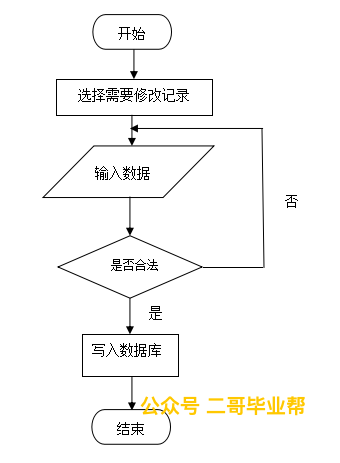 开始
选择需要修改记录
输入数据
否
是否合法
是
写入数据库
公众号 二哥毕业帮
结束